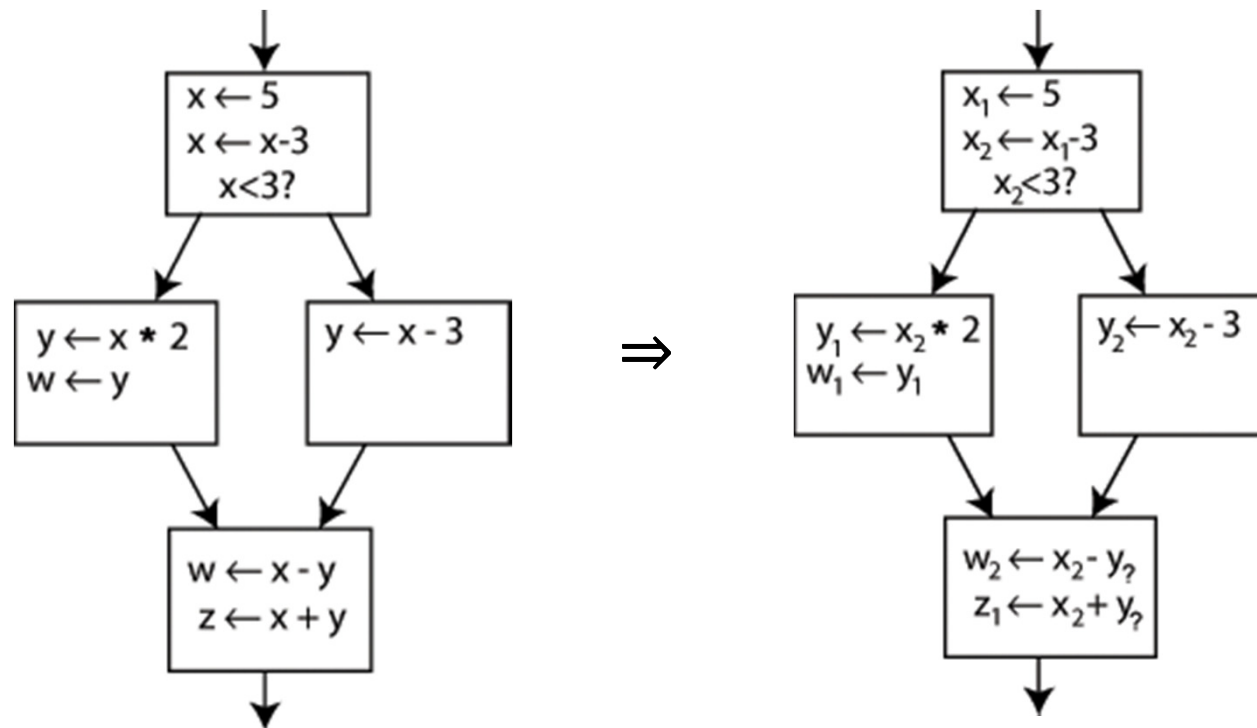 x ← 5
x ← x-3
x<3?
y ← x * 2
w ← y
y ← x - 3
w ← x - y
z ← x + y
⇒
x₁ ← 5
x₂ ← x₁-3
x₂<3?
y₁ ← x₂ * 2
w₁ ← y₁
y₂ ← x₂ - 3
w₂ ← x₂ - y?
z₁ ← x₂ + y?